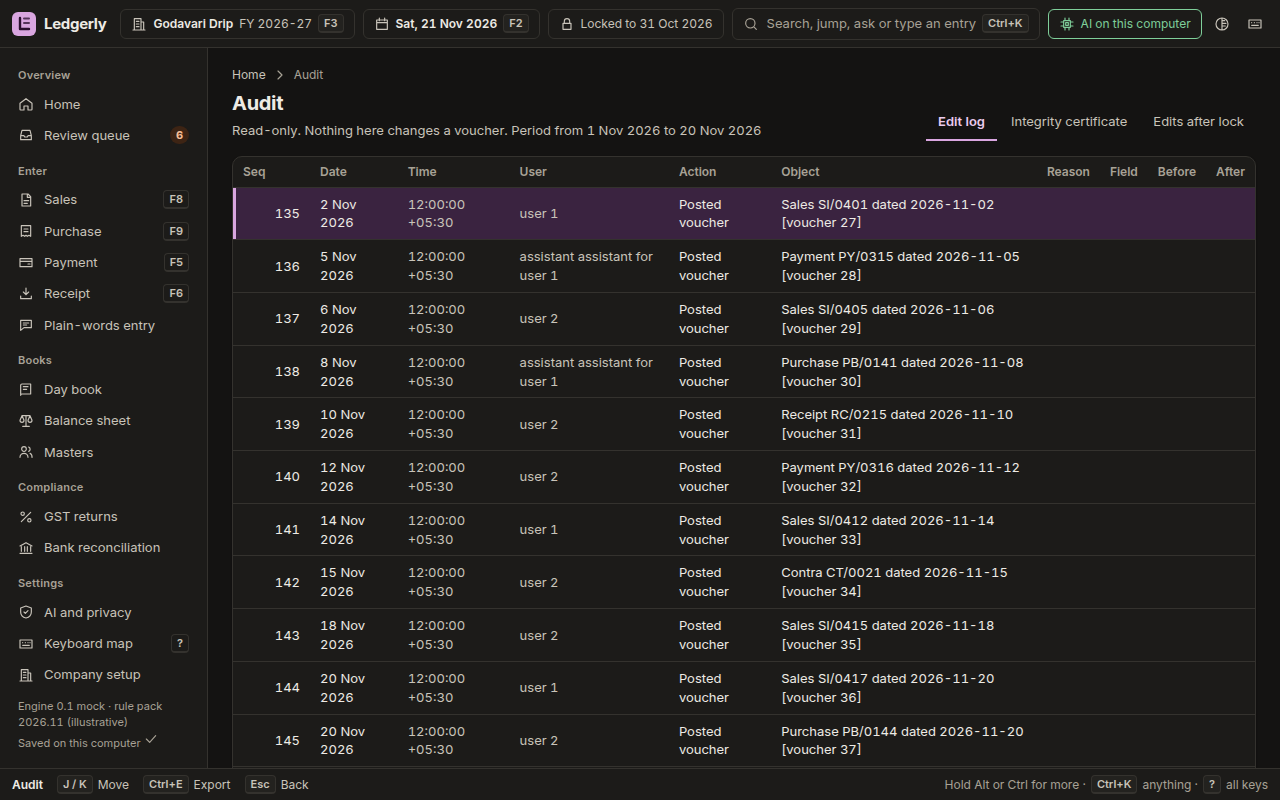 Ledgerly
Godavari Drip FY 2026-27 F3
Sat, 21 Nov 2026 F2
Locked to 31 Oct 2026
Search, jump, ask or type an entry Ctrl+K
AI on this computer
Overview
Home
Review queue 6
Enter
Sales F8
Purchase F9
Payment F5
Receipt F6
Plain-words entry
Books
Day book
Balance sheet
Masters
Compliance
GST returns
Bank reconciliation
Settings
AI and privacy
Keyboard map ?
Company setup
Engine 0.1 mock · rule pack
2026.11 (illustrative)
Saved on this computer
Home > Audit
Audit
Read-only. Nothing here changes a voucher. Period from 1 Nov 2026 to 20 Nov 2026
Edit log Integrity certificate Edits after lock
Seq Date Time User Action Object Reason Field Before After
135 2 Nov 12:00:00 user 1 Posted Sales SI/0401 dated 2026-11-02
2026 +05:30 voucher [voucher 27]
136 5 Nov 12:00:00 assistant assistant for Posted Payment PY/0315 dated 2026-11-05
2026 +05:30 user 1 voucher [voucher 28]
137 6 Nov 12:00:00 user 2 Posted Sales SI/0405 dated 2026-11-06
2026 +05:30 voucher [voucher 29]
138 8 Nov 12:00:00 assistant assistant for Posted Purchase PB/0141 dated 2026-11-08
2026 +05:30 user 1 voucher [voucher 30]
139 10 Nov 12:00:00 user 2 Posted Receipt RC/0215 dated 2026-11-10
2026 +05:30 voucher [voucher 31]
140 12 Nov 12:00:00 user 2 Posted Payment PY/0316 dated 2026-11-12
2026 +05:30 voucher [voucher 32]
141 14 Nov 12:00:00 user 1 Posted Sales SI/0412 dated 2026-11-14
2026 +05:30 voucher [voucher 33]
142 15 Nov 12:00:00 user 2 Posted Contra CT/0021 dated 2026-11-15
2026 +05:30 voucher [voucher 34]
143 18 Nov 12:00:00 user 2 Posted Sales SI/0415 dated 2026-11-18
2026 +05:30 voucher [voucher 35]
144 20 Nov 12:00:00 user 1 Posted Sales SI/0417 dated 2026-11-20
2026 +05:30 voucher [voucher 36]
145 20 Nov 12:00:00 user 2 Posted Purchase PB/0144 dated 2026-11-20
2026 +05:30 voucher [voucher 37]
Audit J / K Move Ctrl+E Export Esc Back
Hold Alt or Ctrl for more · Ctrl+K anything · ? all keys